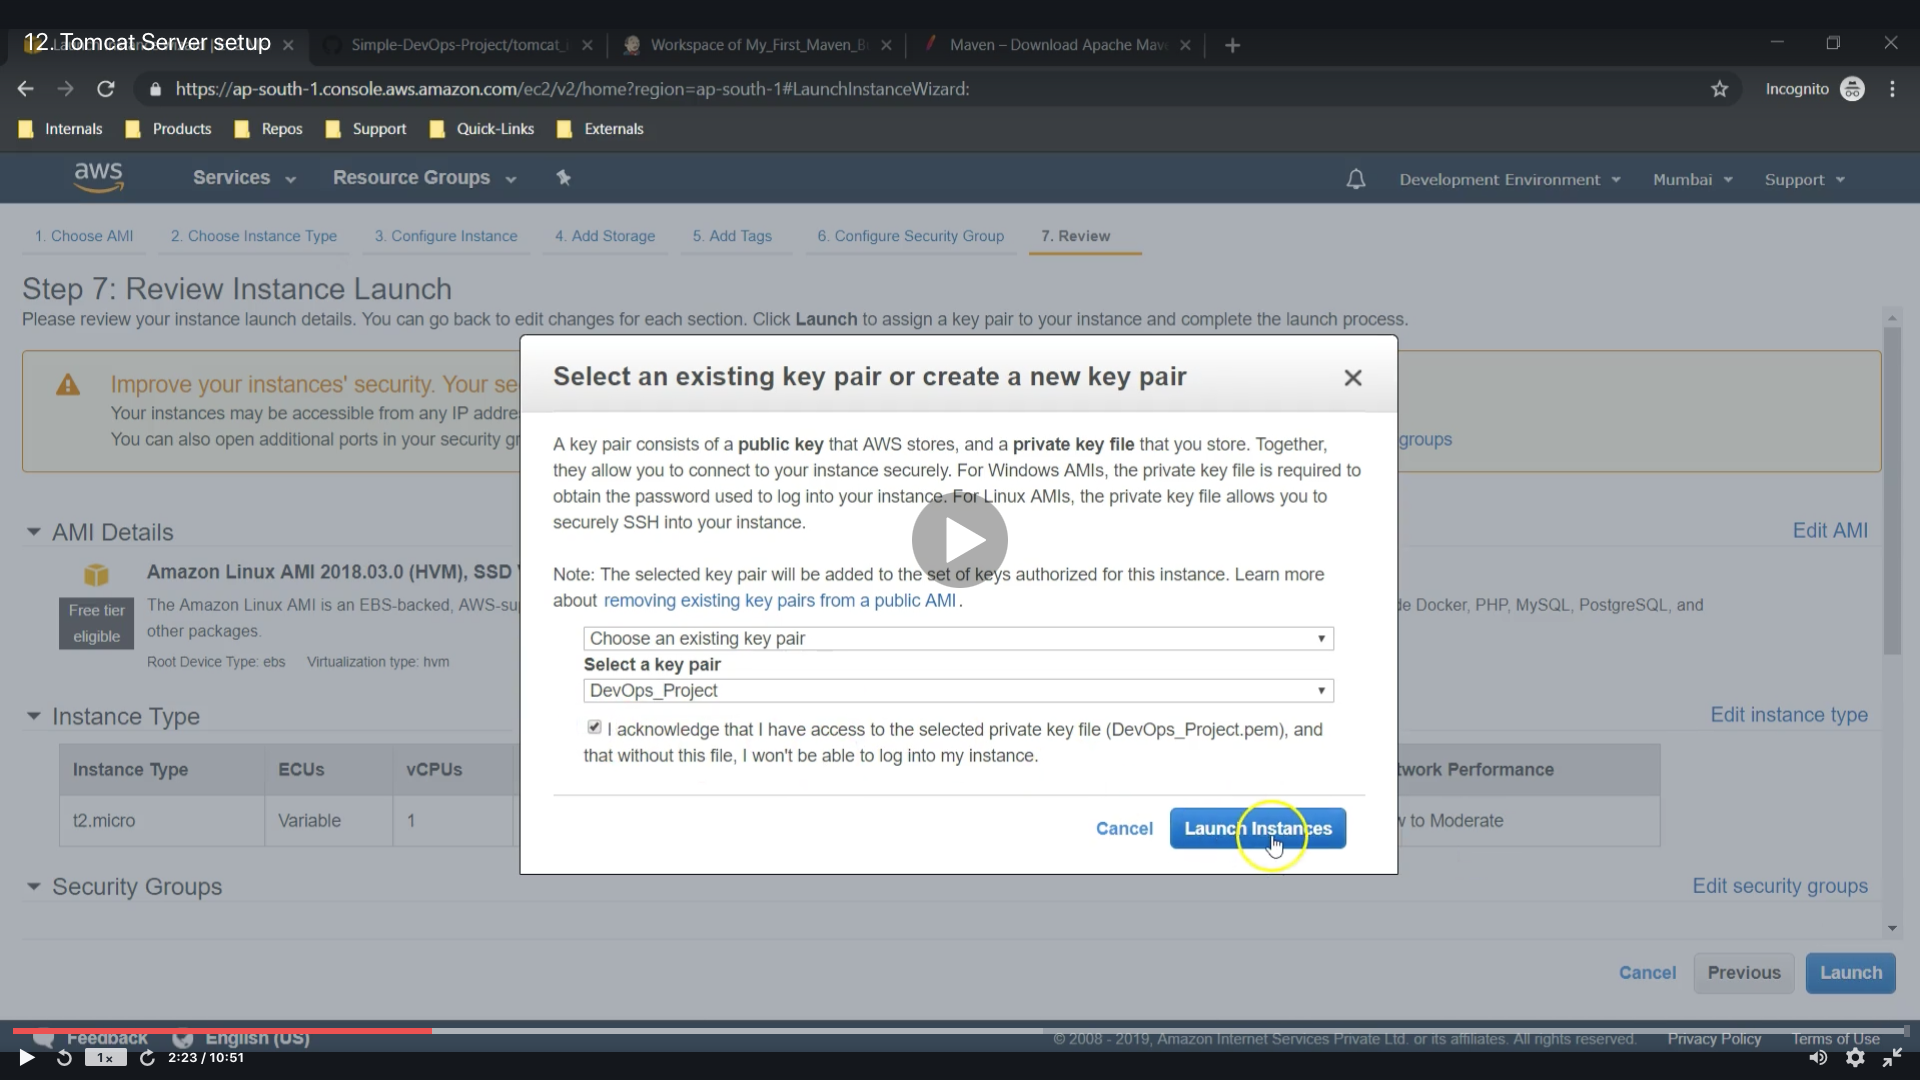 12. Tomcat Server setup
Simple-DevOps-Project/tomcat_
Workspace of My_First_Maven_B
Maven – Download Apache Mav
https://ap-south-1.console.aws.amazon.com/ec2/v2/home?region=ap-south-1#LaunchInstanceWizard:
Incognito
Internals
Products
Repos
Support
Quick-Links
Externals
aws
Services
Resource Groups
Development Environment
Mumbai
Support
1. Choose AMI
2. Choose Instance Type
3. Configure Instance
4. Add Storage
5. Add Tags
6. Configure Security Group
7. Review
Step 7: Review Instance Launch
Please review your instance launch details. You can go back to edit changes for each section. Click Launch to assign a key pair to your instance and complete the launch process.
Improve your instances' security. Your se
Your instances may be accessible from any IP addre
You can also open additional ports in your security gr
groups
Select an existing key pair or create a new key pair
A key pair consists of a public key that AWS stores, and a private key file that you store. Together,
they allow you to connect to your instance securely. For Windows AMIs, the private key file is required to
obtain the password used to log into your instance. For Linux AMIs, the private key file allows you to
securely SSH into your instance.
Note: The selected key pair will be added to the set of keys authorized for this instance. Learn more
about removing existing key pairs from a public AMI.
Choose an existing key pair
Select a key pair
DevOps_Project
I acknowledge that I have access to the selected private key file (DevOps_Project.pem), and
that without this file, I won't be able to log into my instance.
Cancel
Launch Instances
AMI Details
Edit AMI
Amazon Linux AMI 2018.03.0 (HVM), SSD
Free tier
eligible
The Amazon Linux AMI is an EBS-backed, AWS-su
de Docker, PHP, MySQL, PostgreSQL, and
other packages.
Root Device Type: ebs
Virtualization type: hvm
Instance Type
Edit instance type
Instance Type
ECUs
vCPUs
twork Performance
t2.micro
Variable
1
w to Moderate
Security Groups
Edit security groups
Cancel
Previous
Launch
Feedback
English (US)
© 2008 - 2019, Amazon Internet Services Private Ltd. or its affiliates. All rights reserved.
Privacy Policy
Terms of Use
1x
2:23 / 10:51